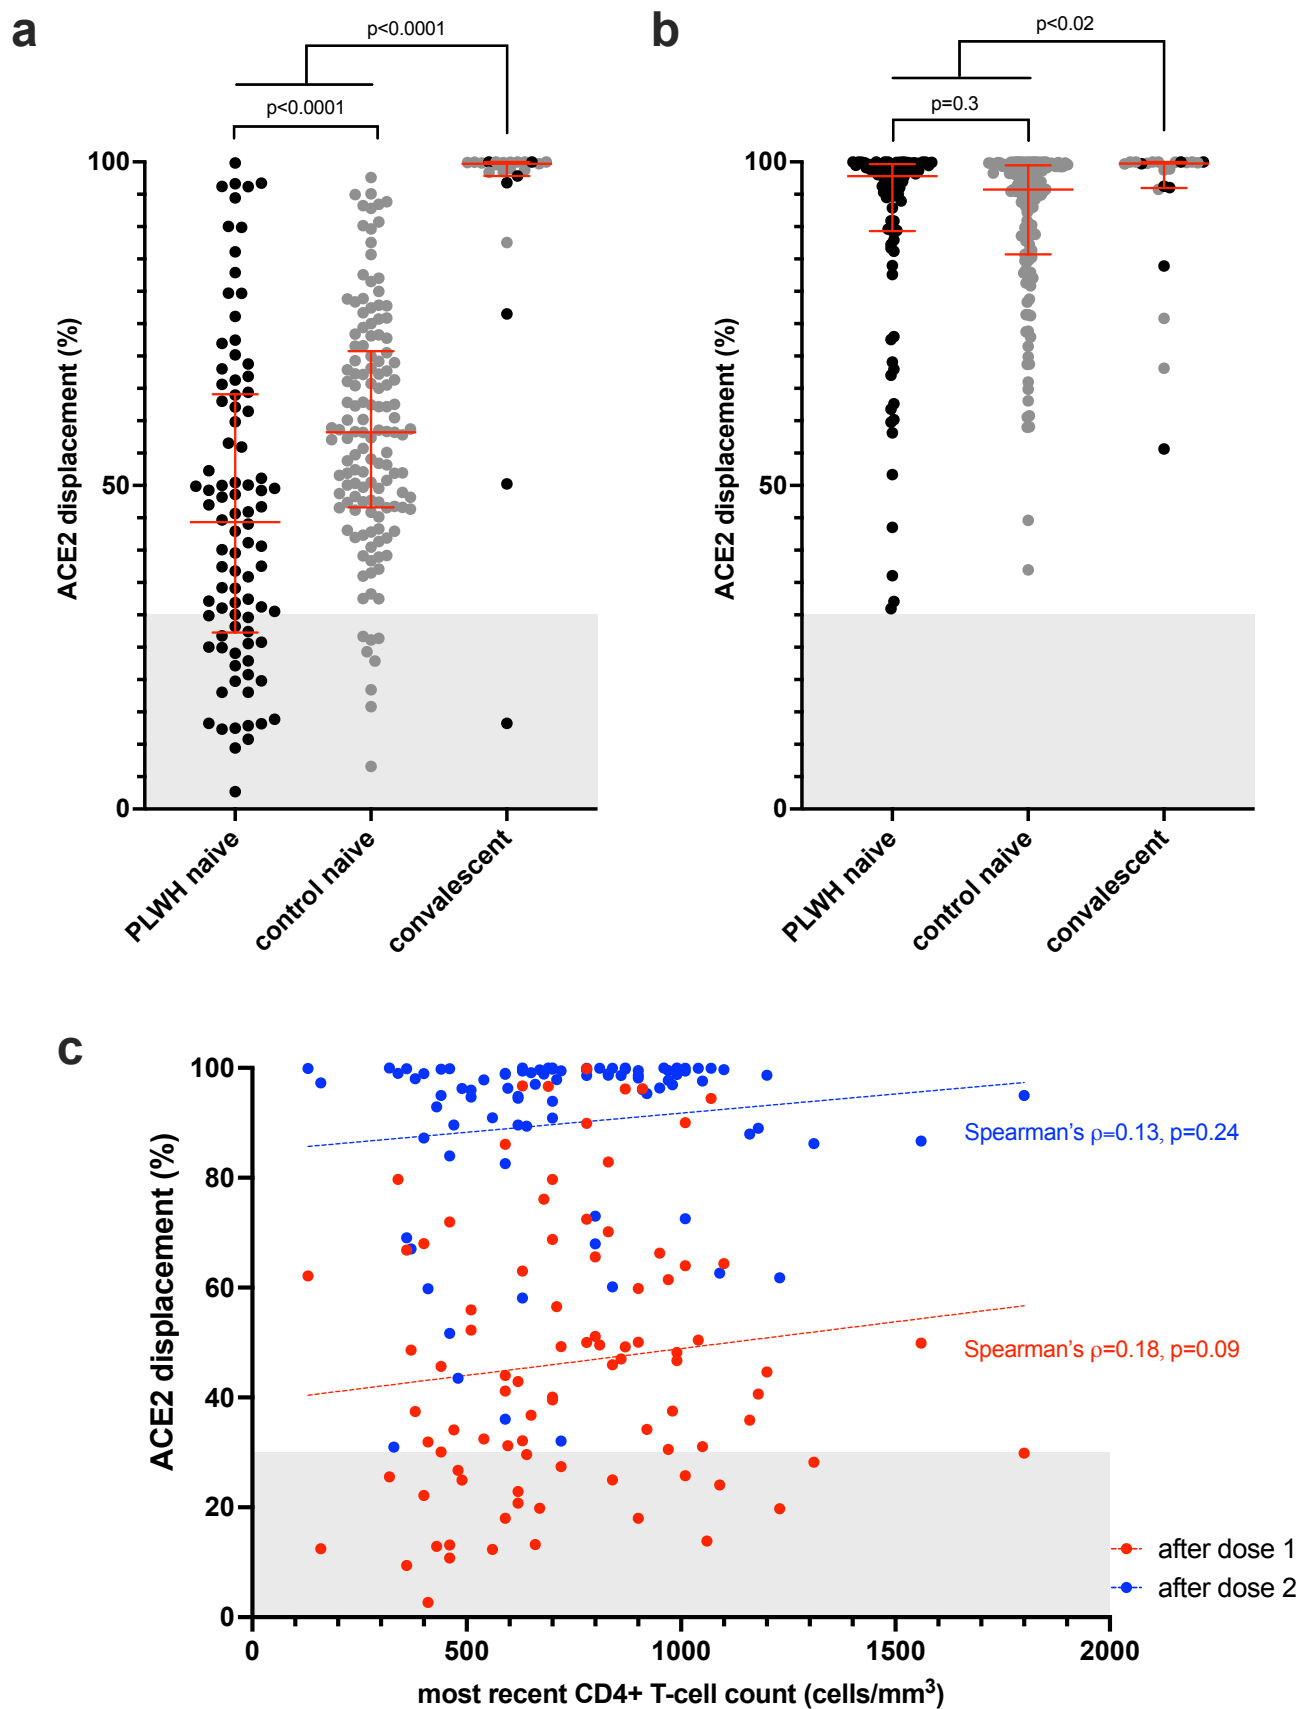 a
p<0.0001
p<0.0001
100
50
0
ACE2 displacement (%)
PLWH naive
control naive
convalescent
b
p<0.02
p=0.3
100
50
0
ACE2 displacement (%)
PLWH naive
control naive
convalescent
c
100
80
60
40
20
0
ACE2 displacement (%)
Spearman's ρ=0.13, p=0.24
Spearman's ρ=0.18, p=0.09
after dose 1
after dose 2
0 500 1000 1500 2000
most recent CD4+ T-cell count (cells/mm³)